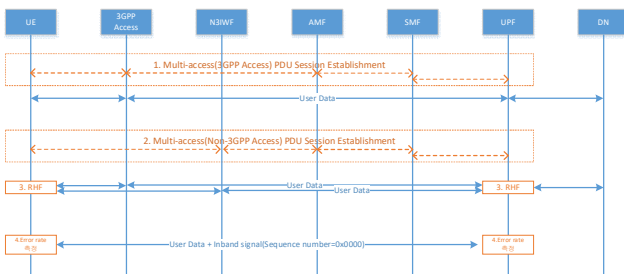 UE
3GPP
Access
N3IWF
AMF
SMF
UPF
DN
1. Multi-access(3GPP Access) PDU Session Establishment
User Data
2. Multi-access(Non-3GPP Access) PDU Session Establishment
3. RHF
User Data
User Data
3. RHF
4.Error rate
측정
User Data + Inband signal(Sequence number=0x0000)
4.Error rate
측정